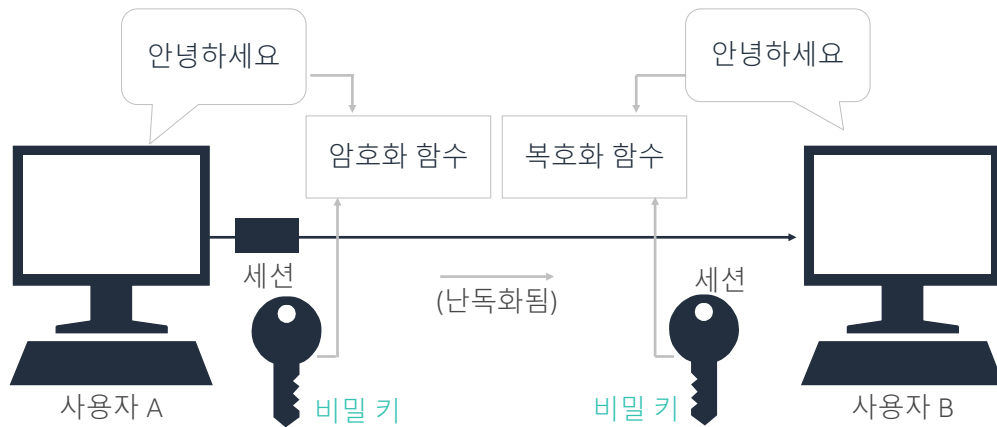 안녕하세요
안녕하세요
암호화 함수
복호화 함수
세션
세션
(난독화됨)
비밀 키
비밀 키
사용자 A
사용자 B